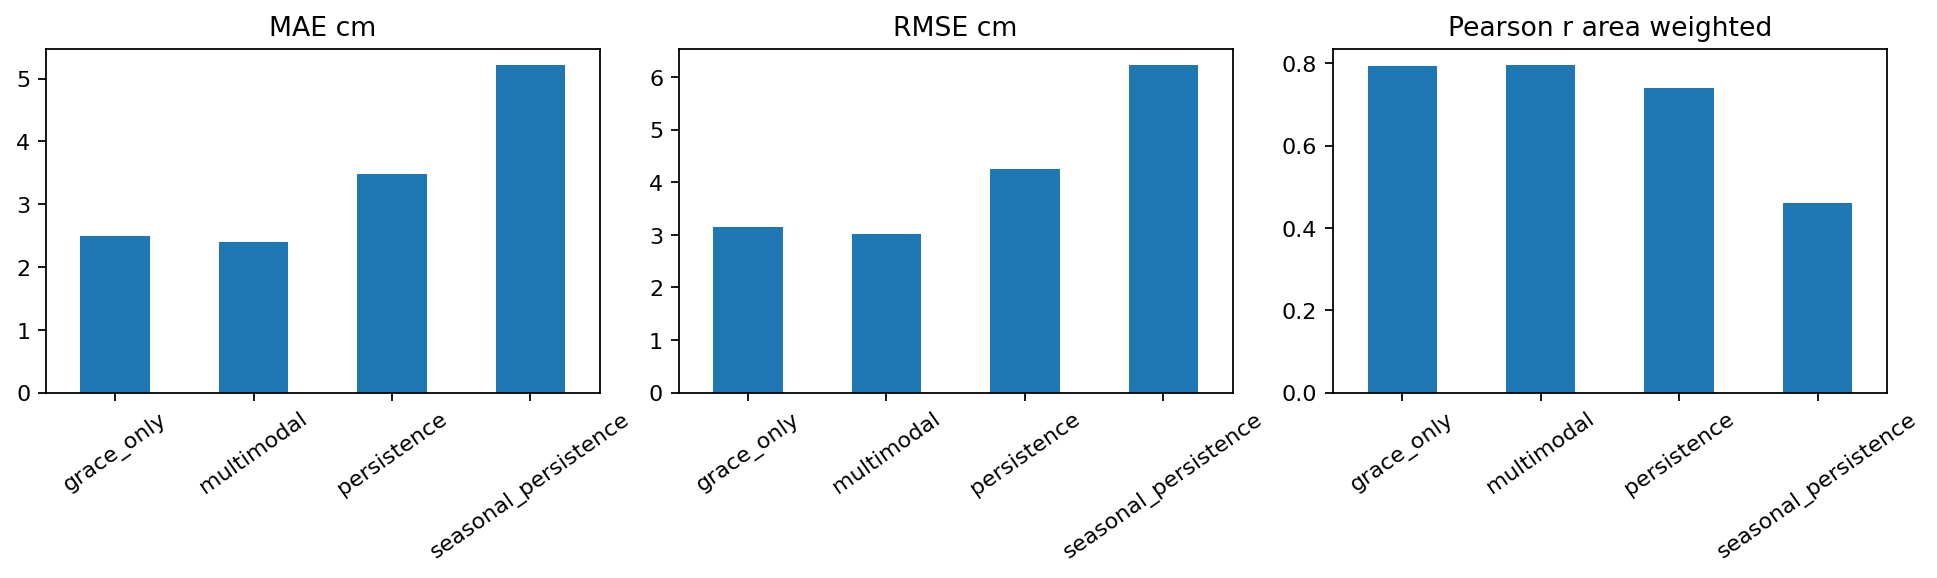 MAE cm
5
4
3
2
1
0
grace_only
multimodal
persistence
seasonal_persistence
RMSE cm
6
5
4
3
2
1
0
grace_only
multimodal
persistence
seasonal_persistence
Pearson r area weighted
0.8
0.6
0.4
0.2
0.0
grace_only
multimodal
persistence
seasonal_persistence